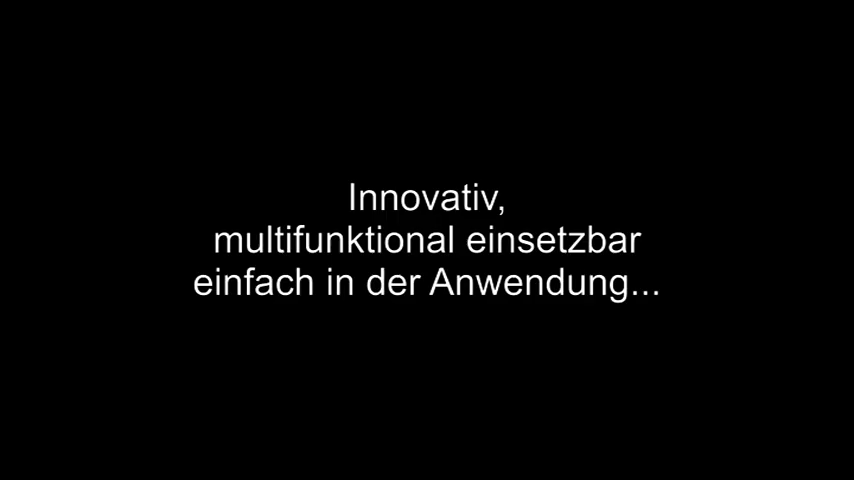 Innovativ,
multifunktional einsetzbar
einfach in der Anwendung...